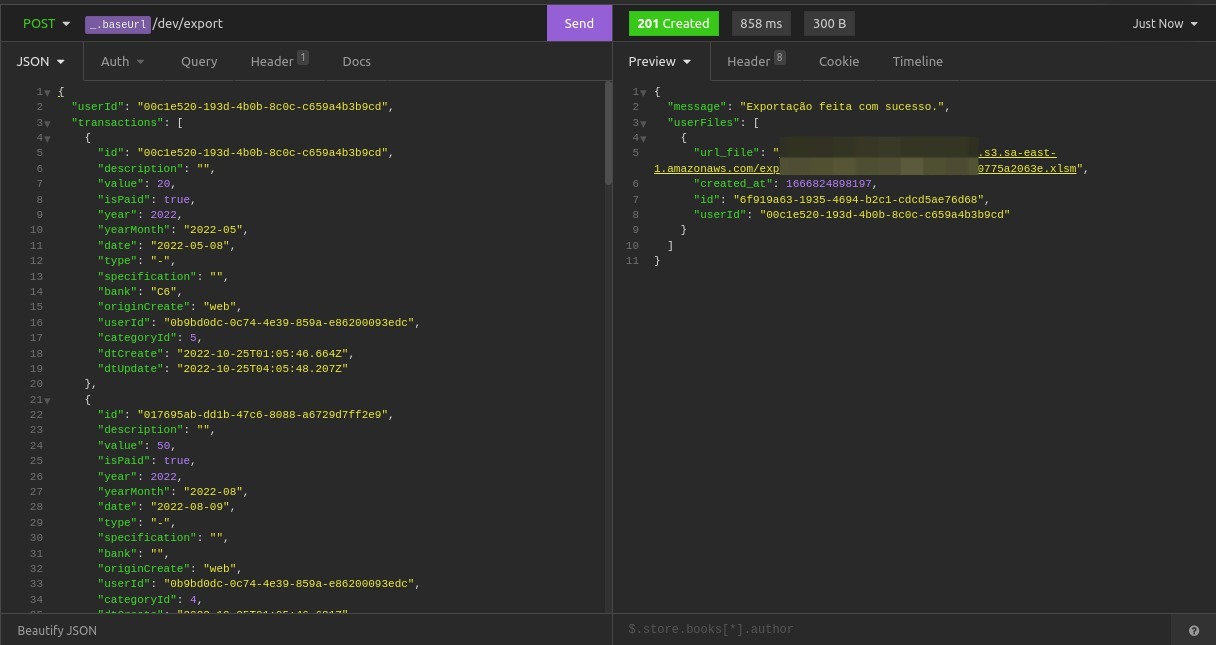 POST _.baseUrl /dev/export Send
JSON Auth Query Header 1 Docs
1 {
2 "userId": "00c1e520-193d-4b0b-8c0c-c659a4b3b9cd",
3 "transactions": [
4 {
5 "id": "00c1e520-193d-4b0b-8c0c-c659a4b3b9cd",
6 "description": "",
7 "value": 20,
8 "isPaid": true,
9 "year": 2022,
10 "yearMonth": "2022-05",
11 "date": "2022-05-08",
12 "type": "-",
13 "specification": "",
14 "bank": "C6",
15 "originCreate": "web",
16 "userId": "0b9bd0dc-0c74-4e39-859a-e86200093edc",
17 "categoryId": 5,
18 "dtCreate": "2022-10-25T01:05:46.664Z",
19 "dtUpdate": "2022-10-25T04:05:48.207Z"
20 },
21 {
22 "id": "017695ab-dd1b-47c6-8088-a6729d7ff2e9",
23 "description": "",
24 "value": 50,
25 "isPaid": true,
26 "year": 2022,
27 "yearMonth": "2022-08",
28 "date": "2022-08-09",
29 "type": "-",
30 "specification": "",
31 "bank": "",
32 "originCreate": "web",
33 "userId": "0b9bd0dc-0c74-4e39-859a-e86200093edc",
34 "categoryId": 4,
Beautify JSON
201 Created 858 ms 300 B Just Now
Preview Header 8 Cookie Timeline
1 {
2 "message": "Exportação feita com sucesso.",
3 "userFiles": [
4 {
5 "url_file": " .s3.sa-east-
1.amazonaws.com/exp 0775a2063e.xlsm",
6 "created_at": 1666824898197,
7 "id": "6f919a63-1935-4694-b2c1-cdcd5ae76d68",
8 "userId": "00c1e520-193d-4b0b-8c0c-c659a4b3b9cd"
9 }
10 ]
11 }
$.store.books[*].author